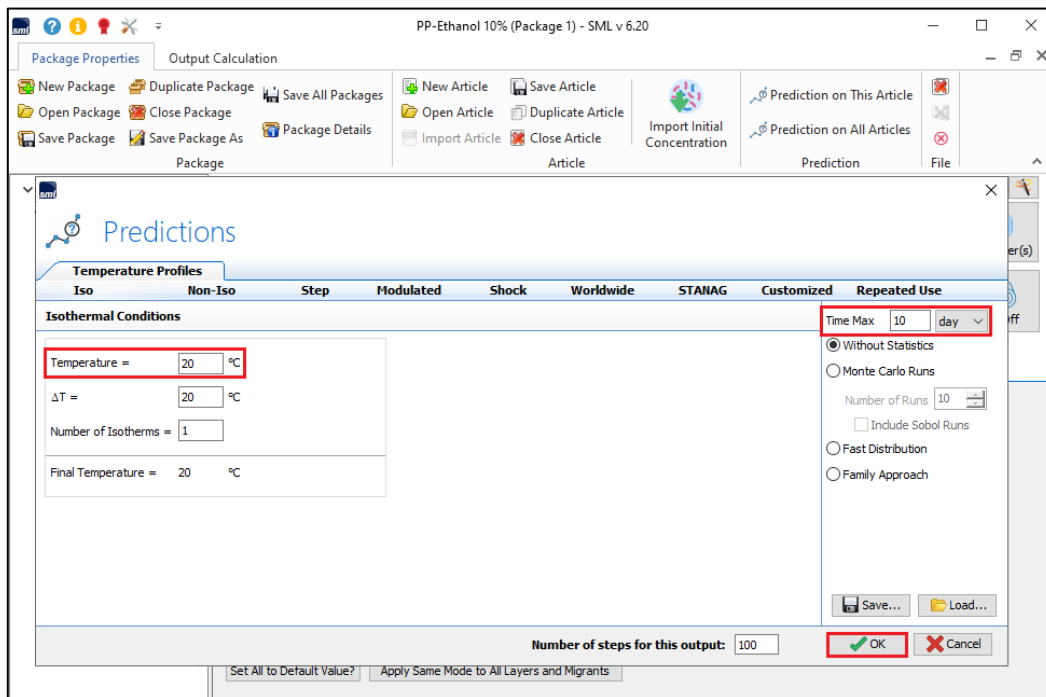 sml
PP-Ethanol 10% (Package 1) - SML v 6.20
Package Properties Output Calculation
New Package Duplicate Package Save All Packages New Article Save Article Import Initial Concentration Prediction on This Article
Open Package Close Package Package Details Open Article Duplicate Article Prediction on All Articles
Save Package Save Package As Import Article Close Article
Package Article Prediction File
sml
Predictions
er(s)
Temperature Profiles
Iso Non-Iso Step Modulated Shock Worldwide STANAG Customized Repeated Use
Isothermal Conditions
Time Max 10 day
Temperature = 20 °C
Without Statistics
Monte Carlo Runs
ΔT = 20 °C
Number of Runs 10
Number of Isotherms = 1
Include Sobol Runs
Fast Distribution
Final Temperature = 20 °C
Family Approach
Save... Load...
Number of steps for this output: 100 OK Cancel
Set All to Default Value? Apply Same Mode to All Layers and Migrants